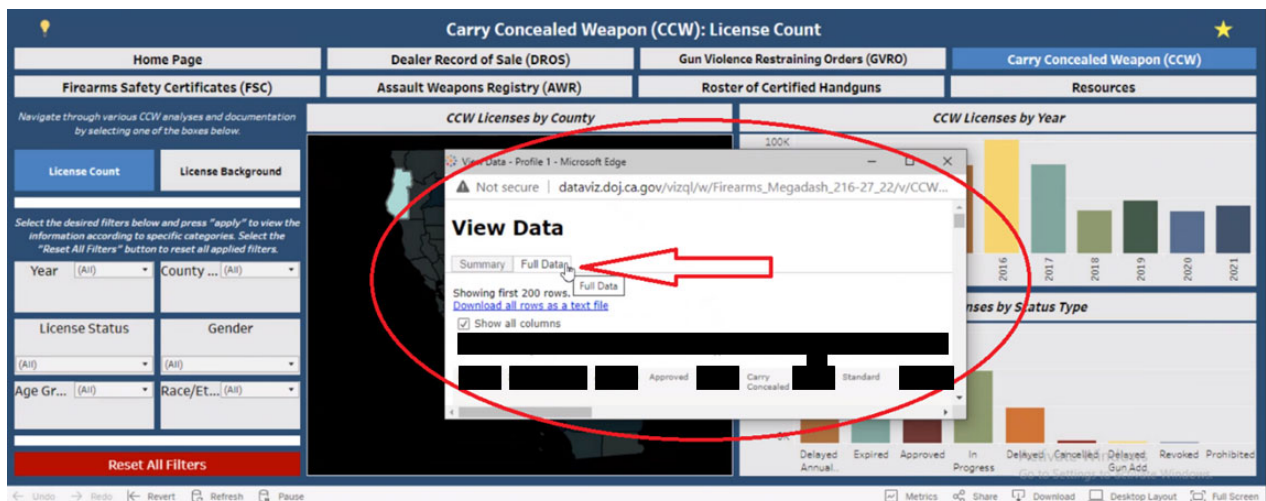 Carry Concealed Weapon (CCW): License Count
Home Page
Dealer Record of Sale (DROS)
Gun Violence Restraining Orders (GVRO)
Carry Concealed Weapon (CCW)
Firearms Safety Certificates (FSC)
Assault Weapons Registry (AWR)
Roster of Certified Handguns
Resources
Navigate through various CCW analyses and documentation
by selecting one of the boxes below.
License Count
License Background
Select the desired filters below and press "apply" to view the
information according to specific categories. Select the
"Reset All Filters" button to reset all applied filters.
Year (All)
County ... (All)
License Status
Gender
(All)
(All)
Age Gr... (All)
Race/Et... (All)
Reset All Filters
CCW Licenses by County
CCW Licenses by Year
100K
View Data - Profile 1 - Microsoft Edge
Not secure | dataviz.doj.ca.gov/vizql/w/Firearms_Megadash_216-27_22/v/CCW...
View Data
Summary
Full Data
Full Data
Showing first 200 rows.
Download all rows as a text file
Show all columns
Approved
Carry
Concealed
Standard
2016
2017
2018
2019
2020
2021
nses by Status Type
0K
Delayed
Annual..
Expired
Approved
In
Progress
Delayed
Cancelled
Delayed
Gun Add
Revoked
Prohibited
Activate Windows
Go to Settings to activate Windows.
Undo
Redo
Revert
Refresh
Pause
Metrics
Share
Download
Desktop Layout
Full Screen